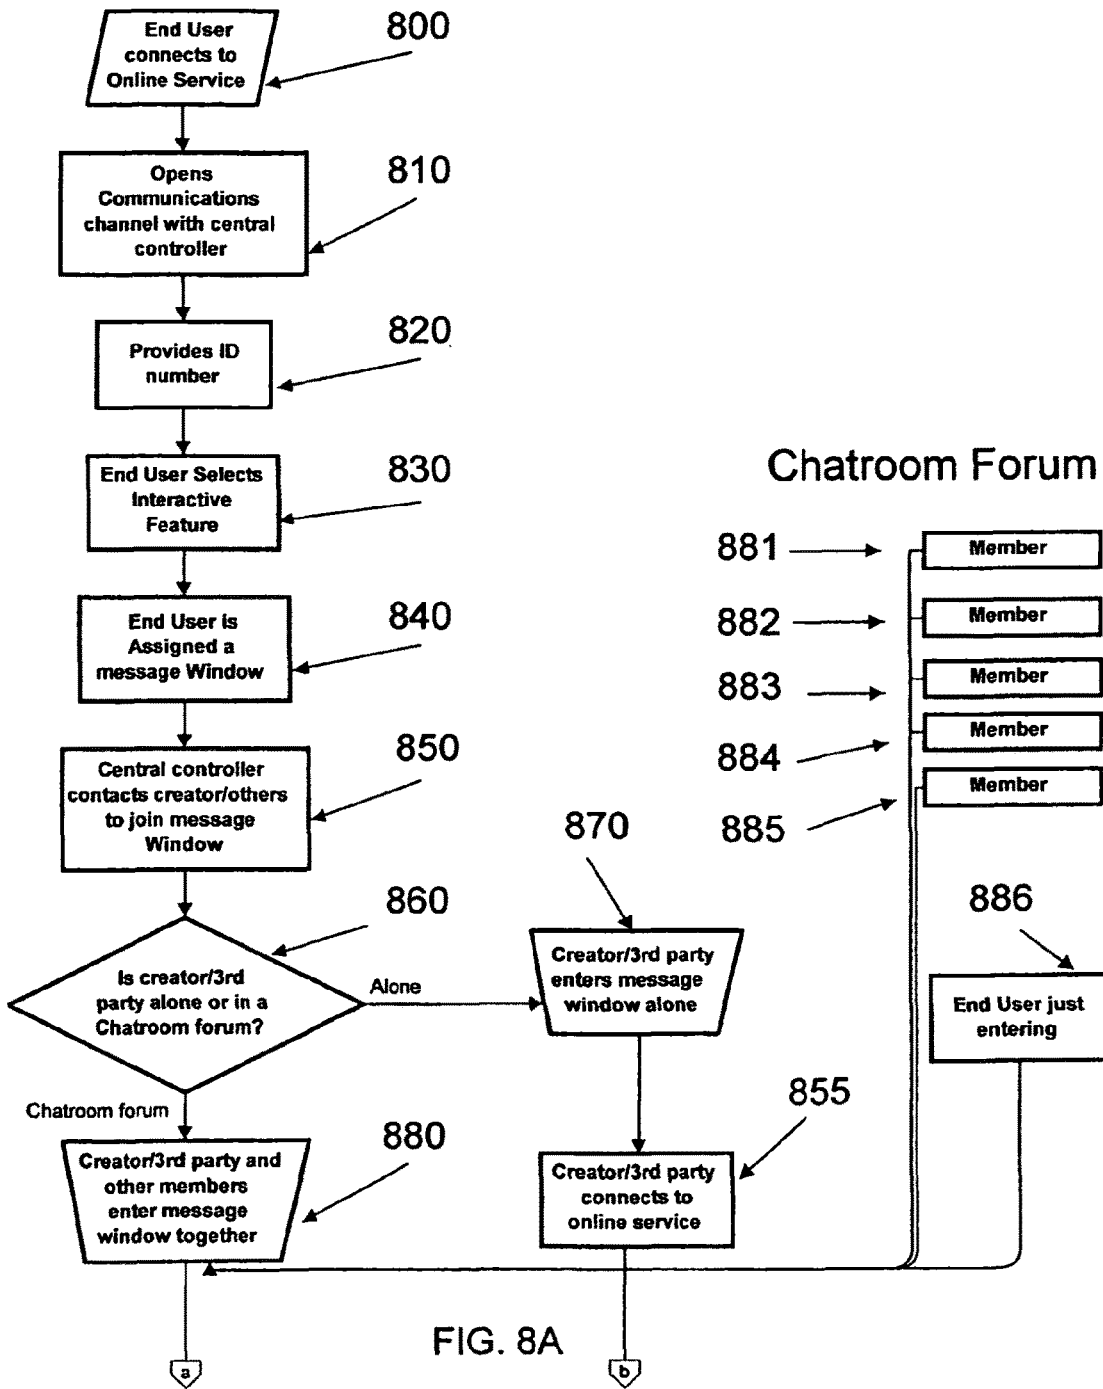 End User
connects to
Online Service
800
Opens
Communications
channel with central
controller
810
Provides ID
number
820
End User Selects
Interactive
Feature
830
End User is
Assigned a
message Window
840
Central controller
contacts creator/others
to join message
Window
850
Is creator/3rd
party alone or in a
Chatroom forum?
860
Alone
Chatroom forum
Creator/3rd party
enters message
window alone
870
Creator/3rd party
connects to
online service
855
Creator/3rd party and
other members
enter message
window together
880
Chatroom Forum
881
Member
882
Member
883
Member
884
Member
885
Member
886
End User just
entering
FIG. 8A
a
b